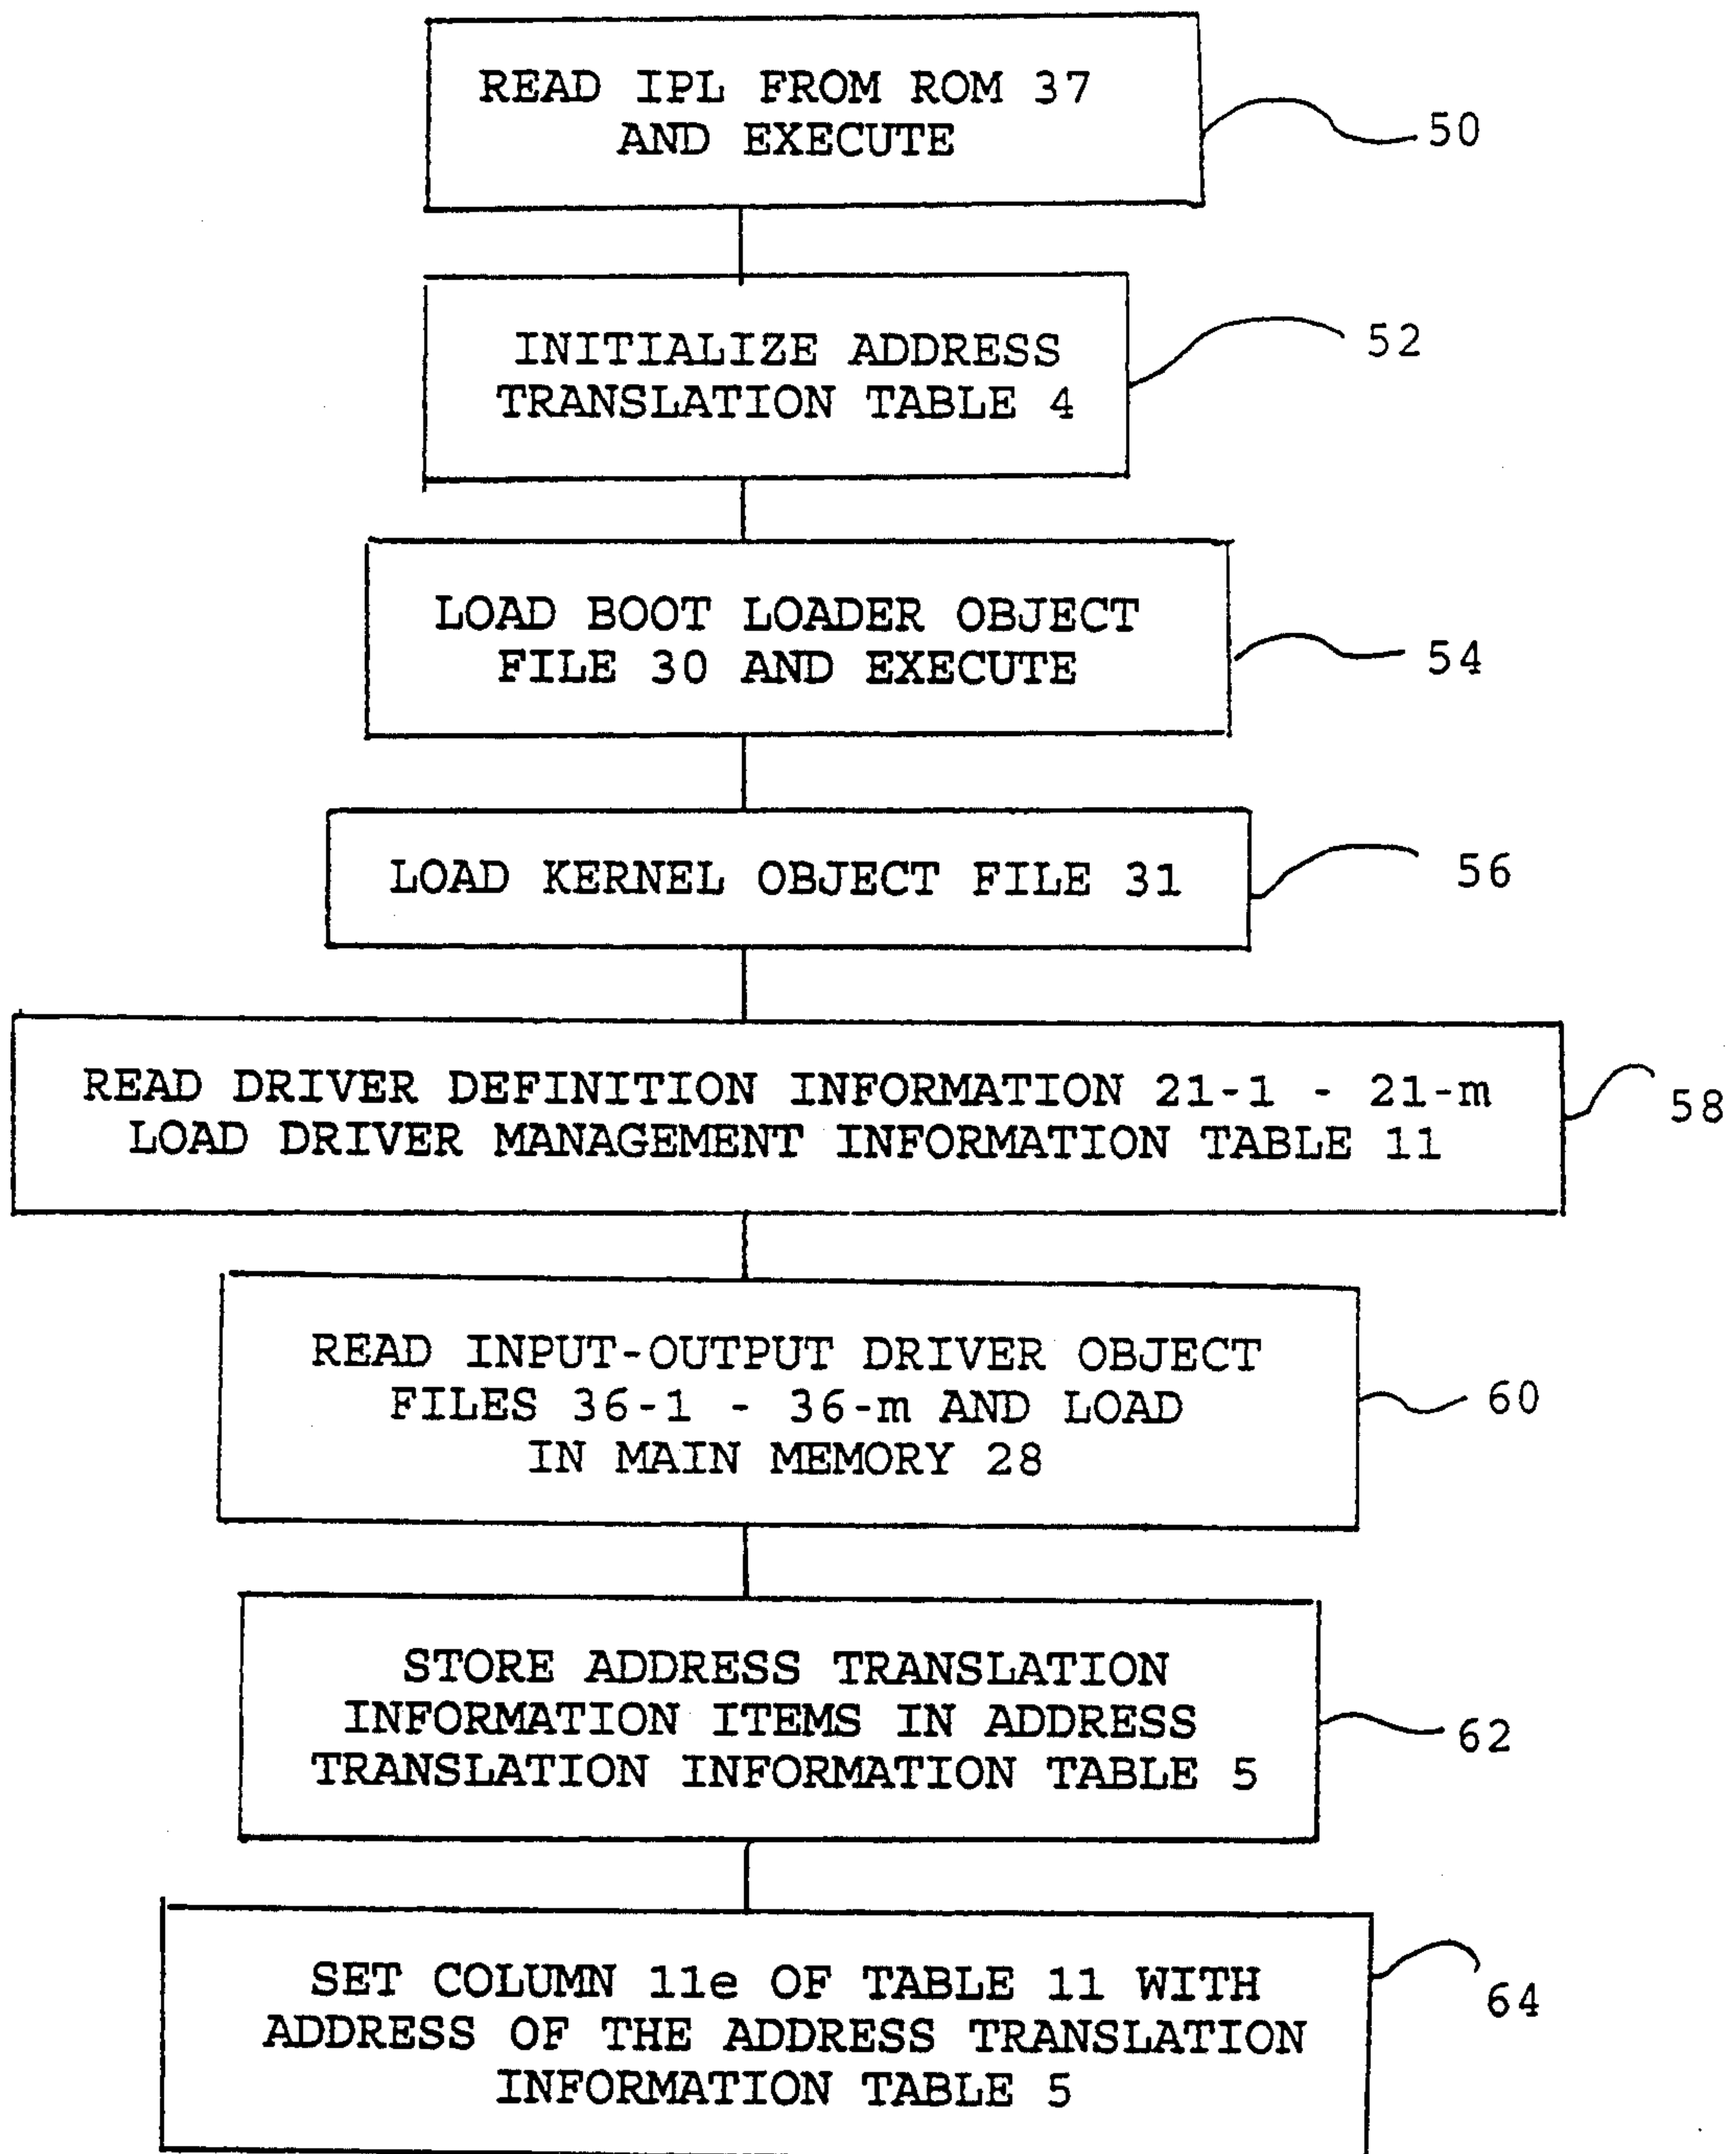 READ IPL FROM ROM 37
AND EXECUTE
50
INITIALIZE ADDRESS
TRANSLATION TABLE 4
52
LOAD BOOT LOADER OBJECT
FILE 30 AND EXECUTE
54
LOAD KERNEL OBJECT FILE 31
56
READ DRIVER DEFINITION INFORMATION 21-1 - 21-m
LOAD DRIVER MANAGEMENT INFORMATION TABLE 11
58
READ INPUT-OUTPUT DRIVER OBJECT
FILES 36-1 - 36-m AND LOAD
IN MAIN MEMORY 28
60
STORE ADDRESS TRANSLATION
INFORMATION ITEMS IN ADDRESS
TRANSLATION INFORMATION TABLE 5
62
SET COLUMN 11e OF TABLE 11 WITH
ADDRESS OF THE ADDRESS TRANSLATION
INFORMATION TABLE 5
64